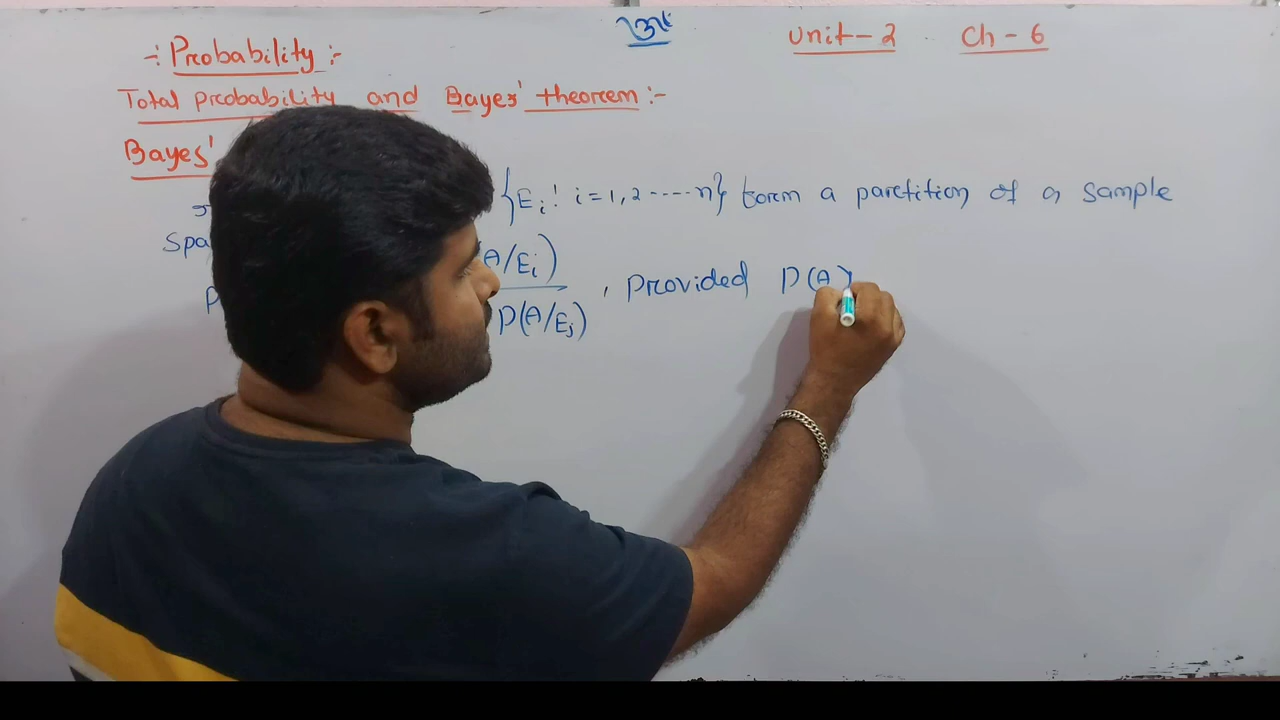 Unit-2 Ch-6
-: Probability :-
Total probability and Bayes' theorem :-
Bayes'
{Ei! i = 1, 2 ---- n} form a partition of a sample
Spa
A/Ei) , Provided P(A)
P(A/Ej)